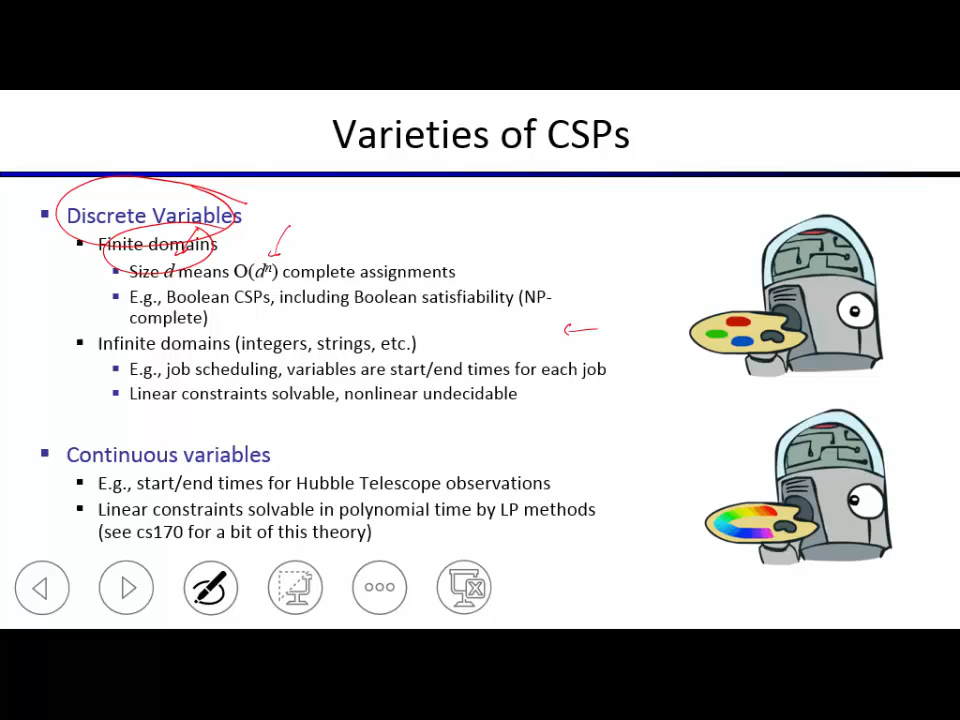 Varieties of CSPs
▪ Discrete Variables
▪ Finite domains
▪ Size d means O(dⁿ) complete assignments
▪ E.g., Boolean CSPs, including Boolean satisfiability (NP-
complete)
▪ Infinite domains (integers, strings, etc.)
▪ E.g., job scheduling, variables are start/end times for each job
▪ Linear constraints solvable, nonlinear undecidable
▪ Continuous variables
▪ E.g., start/end times for Hubble Telescope observations
▪ Linear constraints solvable in polynomial time by LP methods
(see cs170 for a bit of this theory)